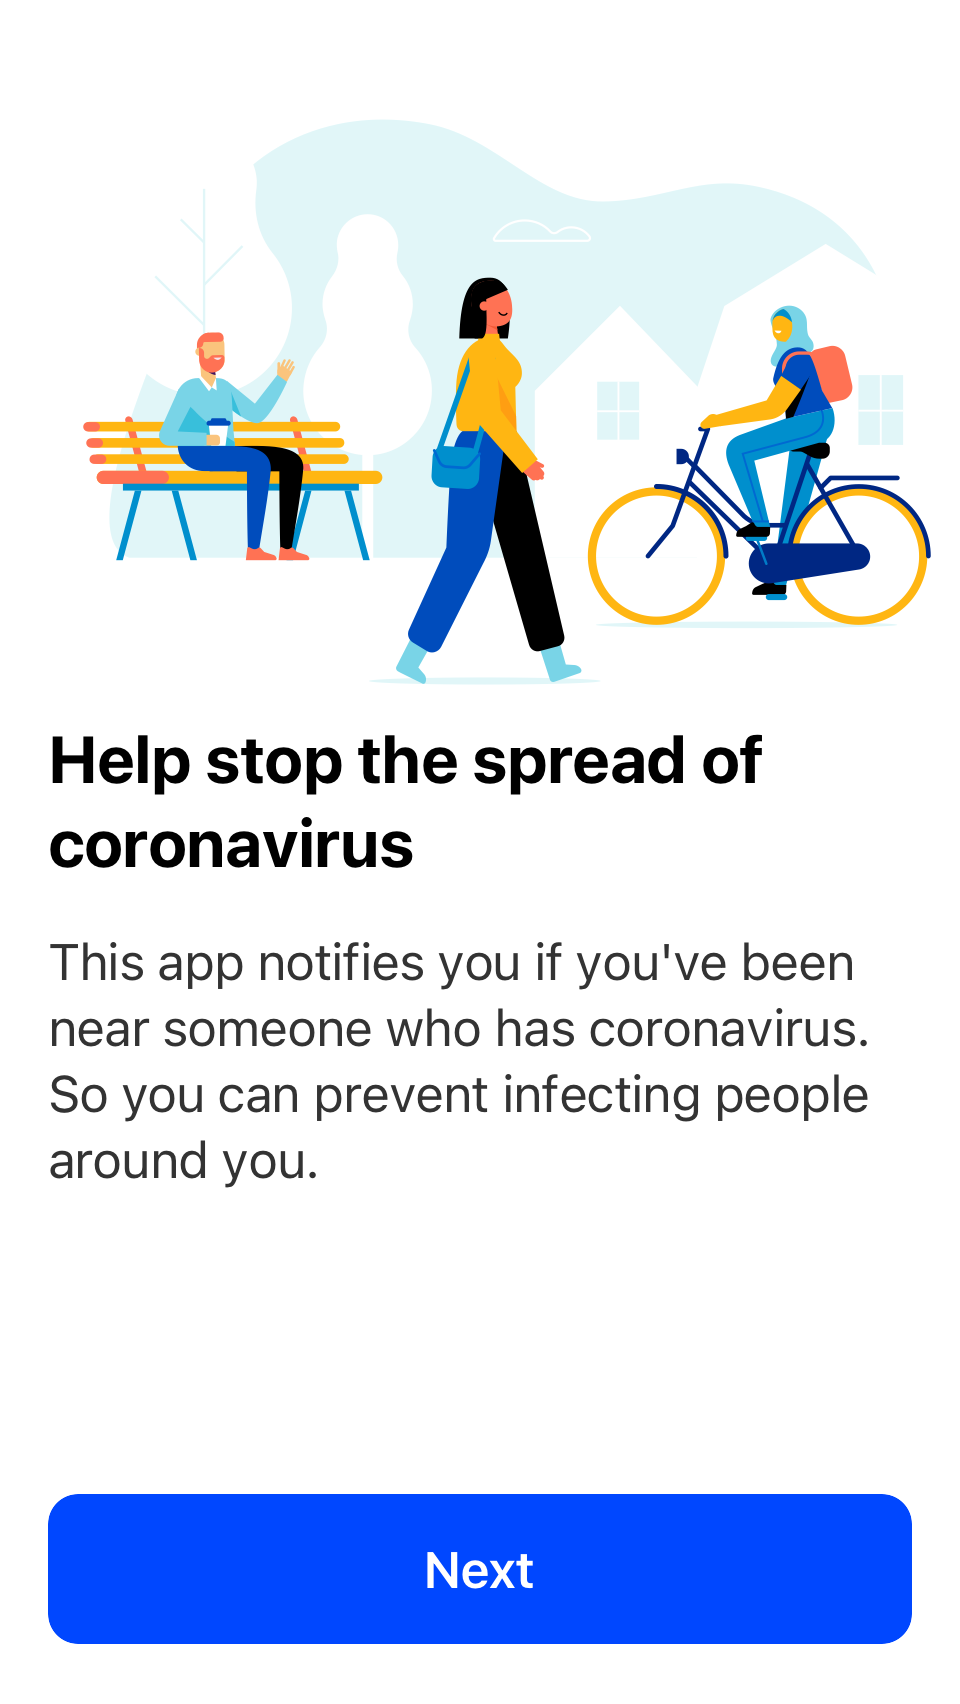 Help stop the spread of
coronavirus
This app notifies you if you've been
near someone who has coronavirus.
So you can prevent infecting people
around you.
Next